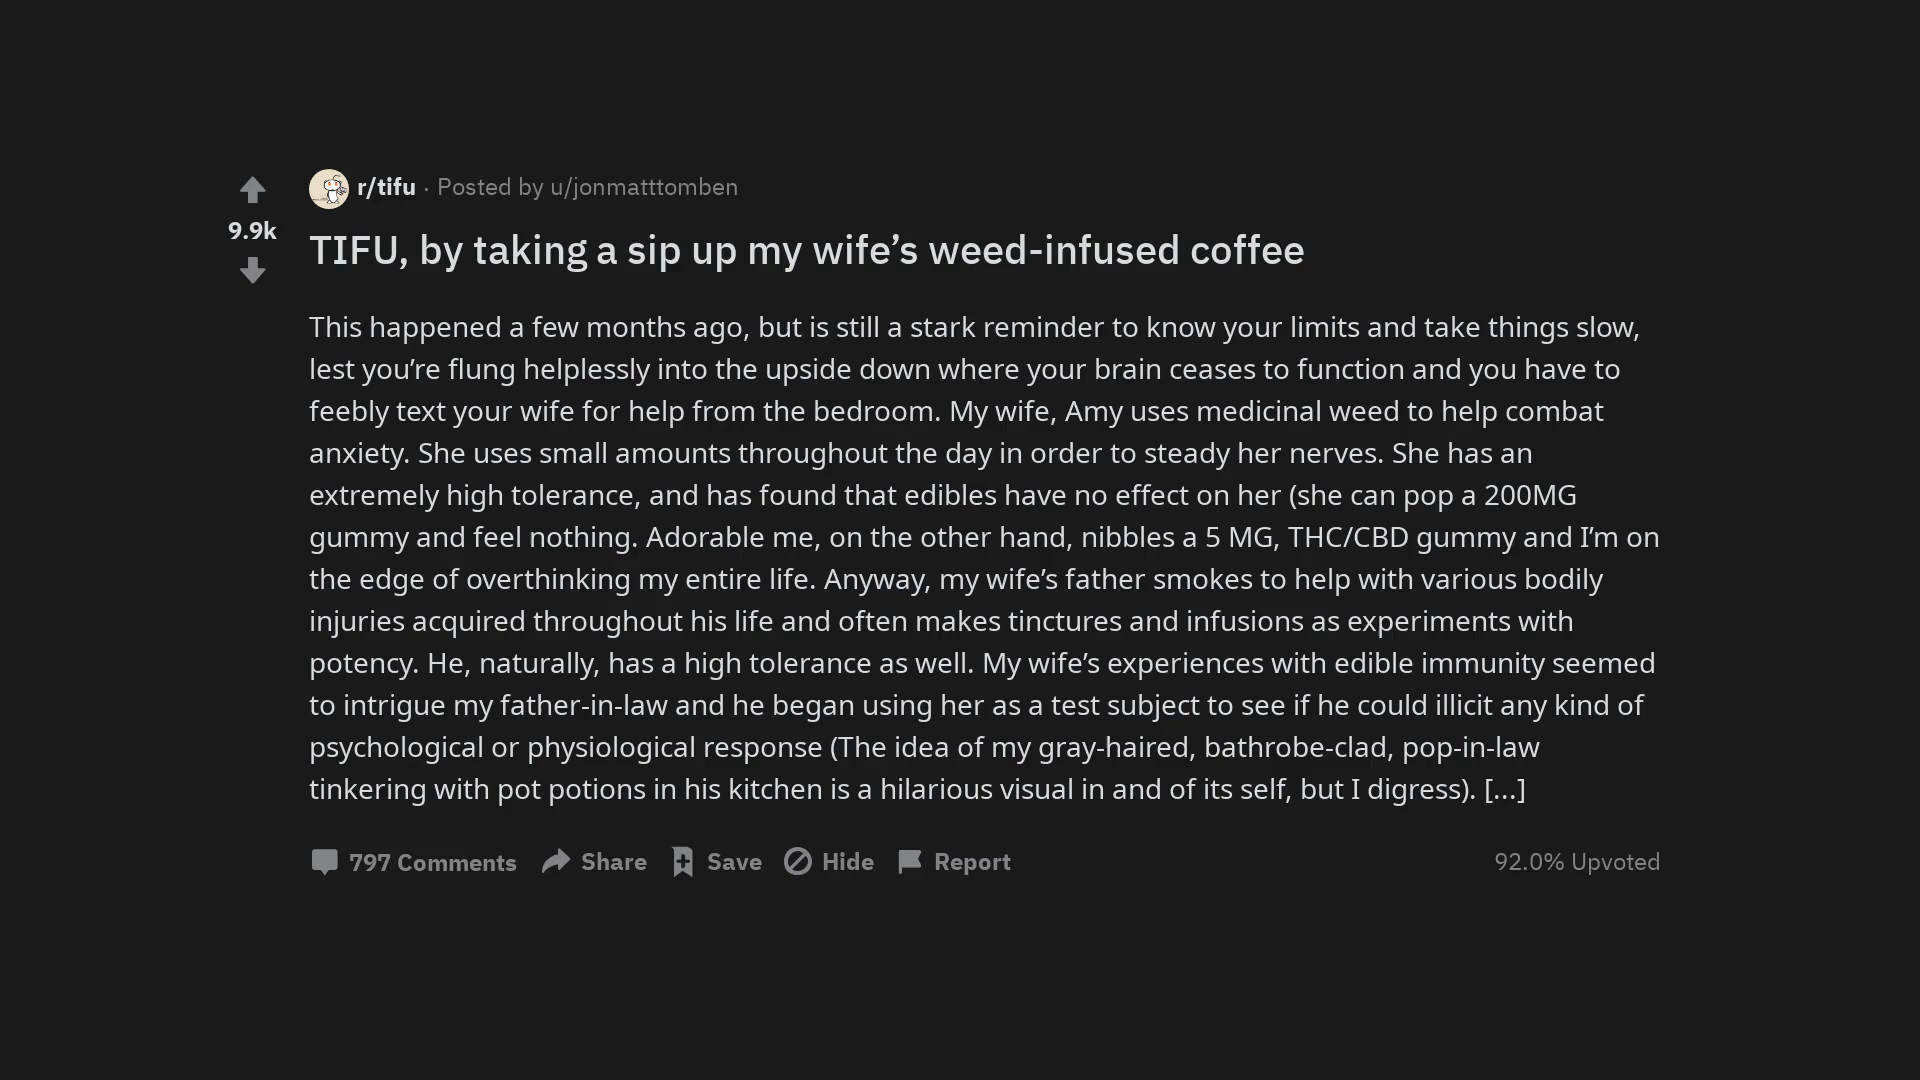 r/tifu · Posted by u/jonmatttomben
9.9k
TIFU, by taking a sip up my wife’s weed-infused coffee
This happened a few months ago, but is still a stark reminder to know your limits and take things slow,
lest you’re flung helplessly into the upside down where your brain ceases to function and you have to
feebly text your wife for help from the bedroom. My wife, Amy uses medicinal weed to help combat
anxiety. She uses small amounts throughout the day in order to steady her nerves. She has an
extremely high tolerance, and has found that edibles have no effect on her (she can pop a 200MG
gummy and feel nothing. Adorable me, on the other hand, nibbles a 5 MG, THC/CBD gummy and I’m on
the edge of overthinking my entire life. Anyway, my wife’s father smokes to help with various bodily
injuries acquired throughout his life and often makes tinctures and infusions as experiments with
potency. He, naturally, has a high tolerance as well. My wife’s experiences with edible immunity seemed
to intrigue my father-in-law and he began using her as a test subject to see if he could illicit any kind of
psychological or physiological response (The idea of my gray-haired, bathrobe-clad, pop-in-law
tinkering with pot potions in his kitchen is a hilarious visual in and of its self, but I digress). [...]
797 Comments Share Save Hide Report 92.0% Upvoted